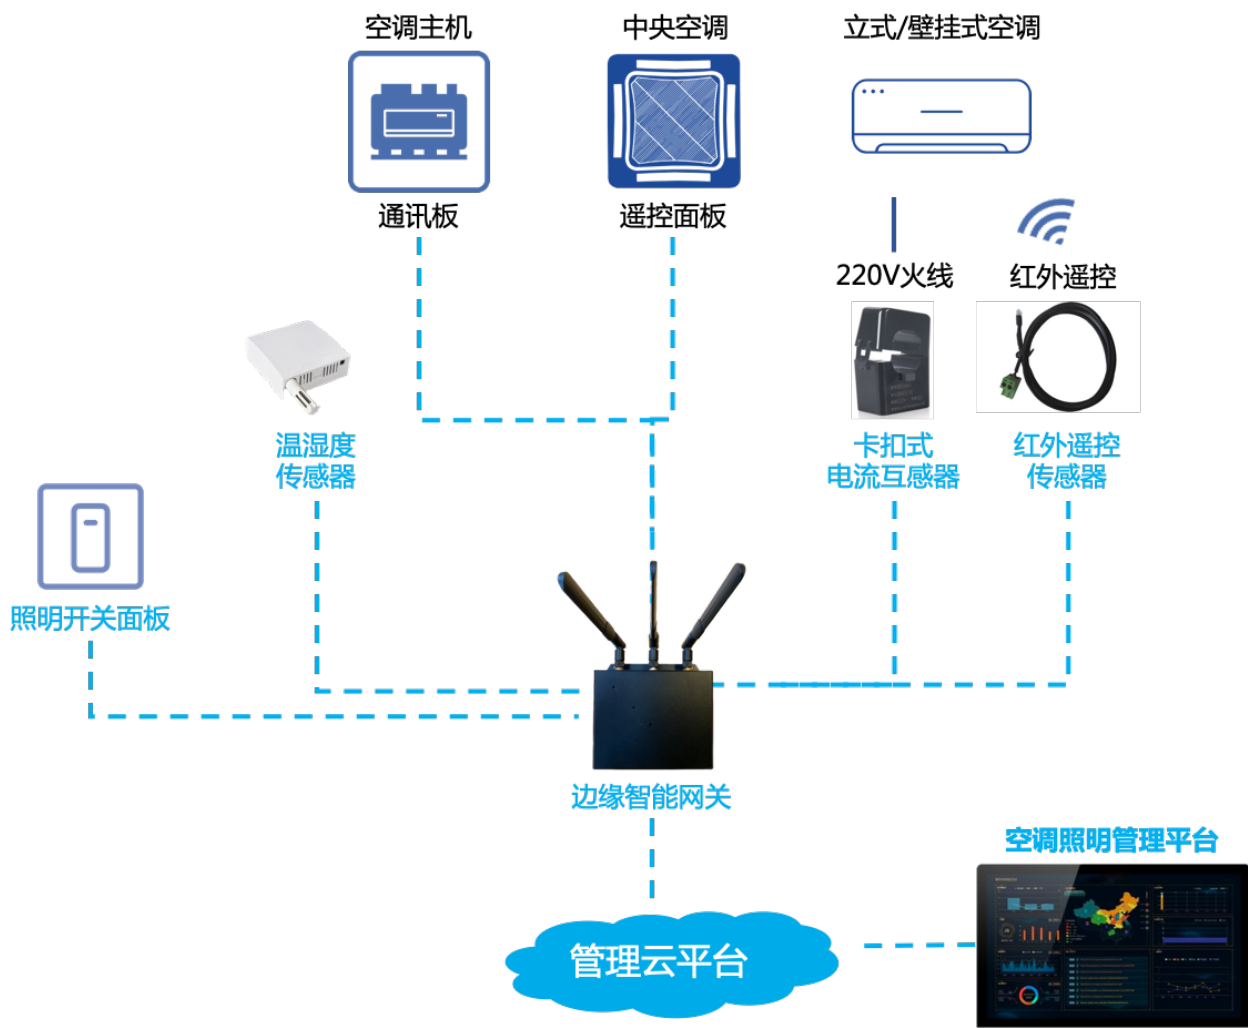 空调主机
中央空调
立式/壁挂式空调
通讯板
遥控面板
220V火线
红外遥控
温湿度
传感器
卡扣式
电流互感器
红外遥控
传感器
照明开关面板
边缘智能网关
空调照明管理平台
管理云平台